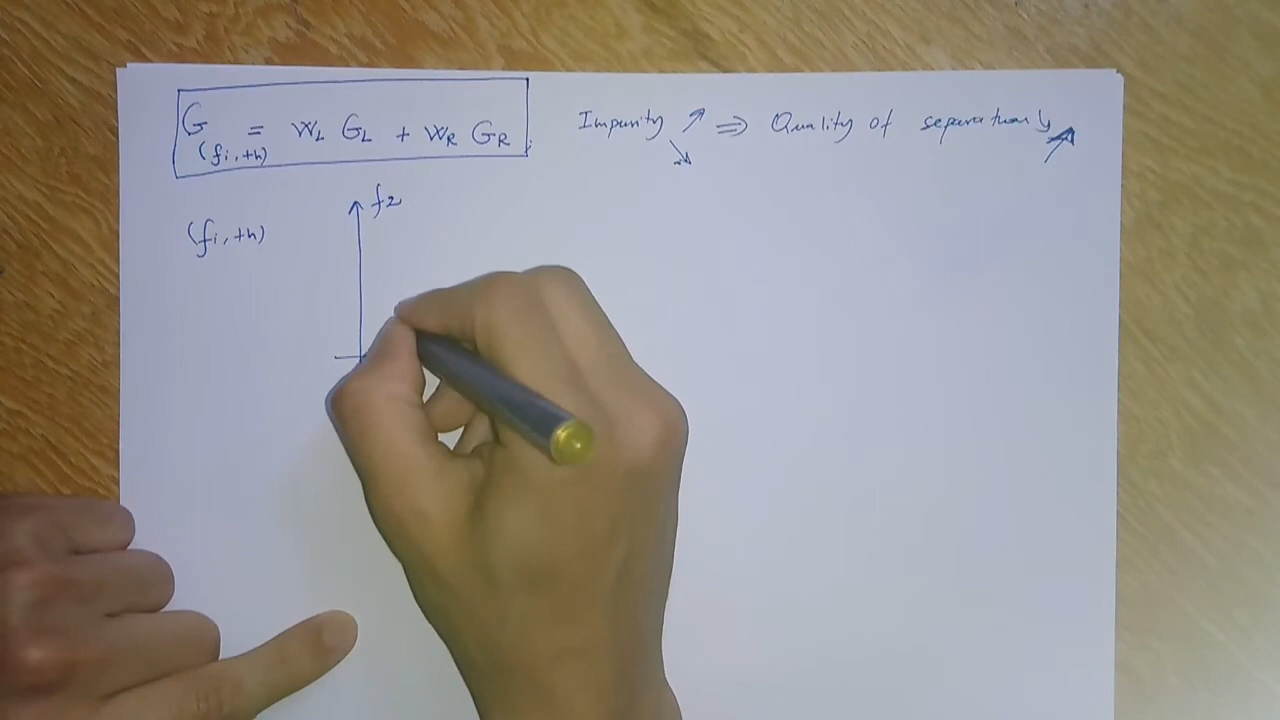 G(fi,th) = WL GL + WR GR
Impurity ↗ ↘ ⇒ Quality of separation ↘ ↗
(fi,th)
f2